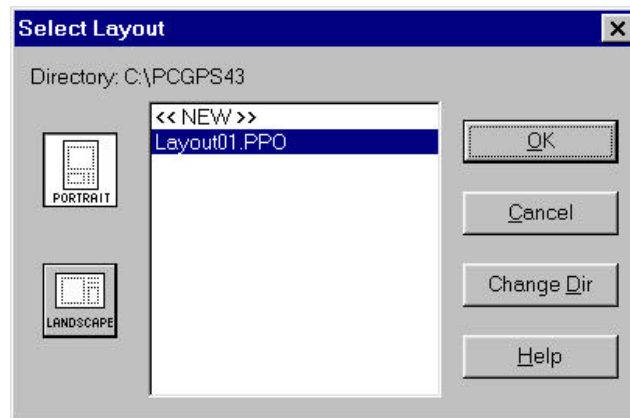 Select Layout
Directory: C:\PCGPS43
<< NEW >>
Layout01.PPO
PORTRAIT
LANDSCAPE
OK
Cancel
Change Dir
Help